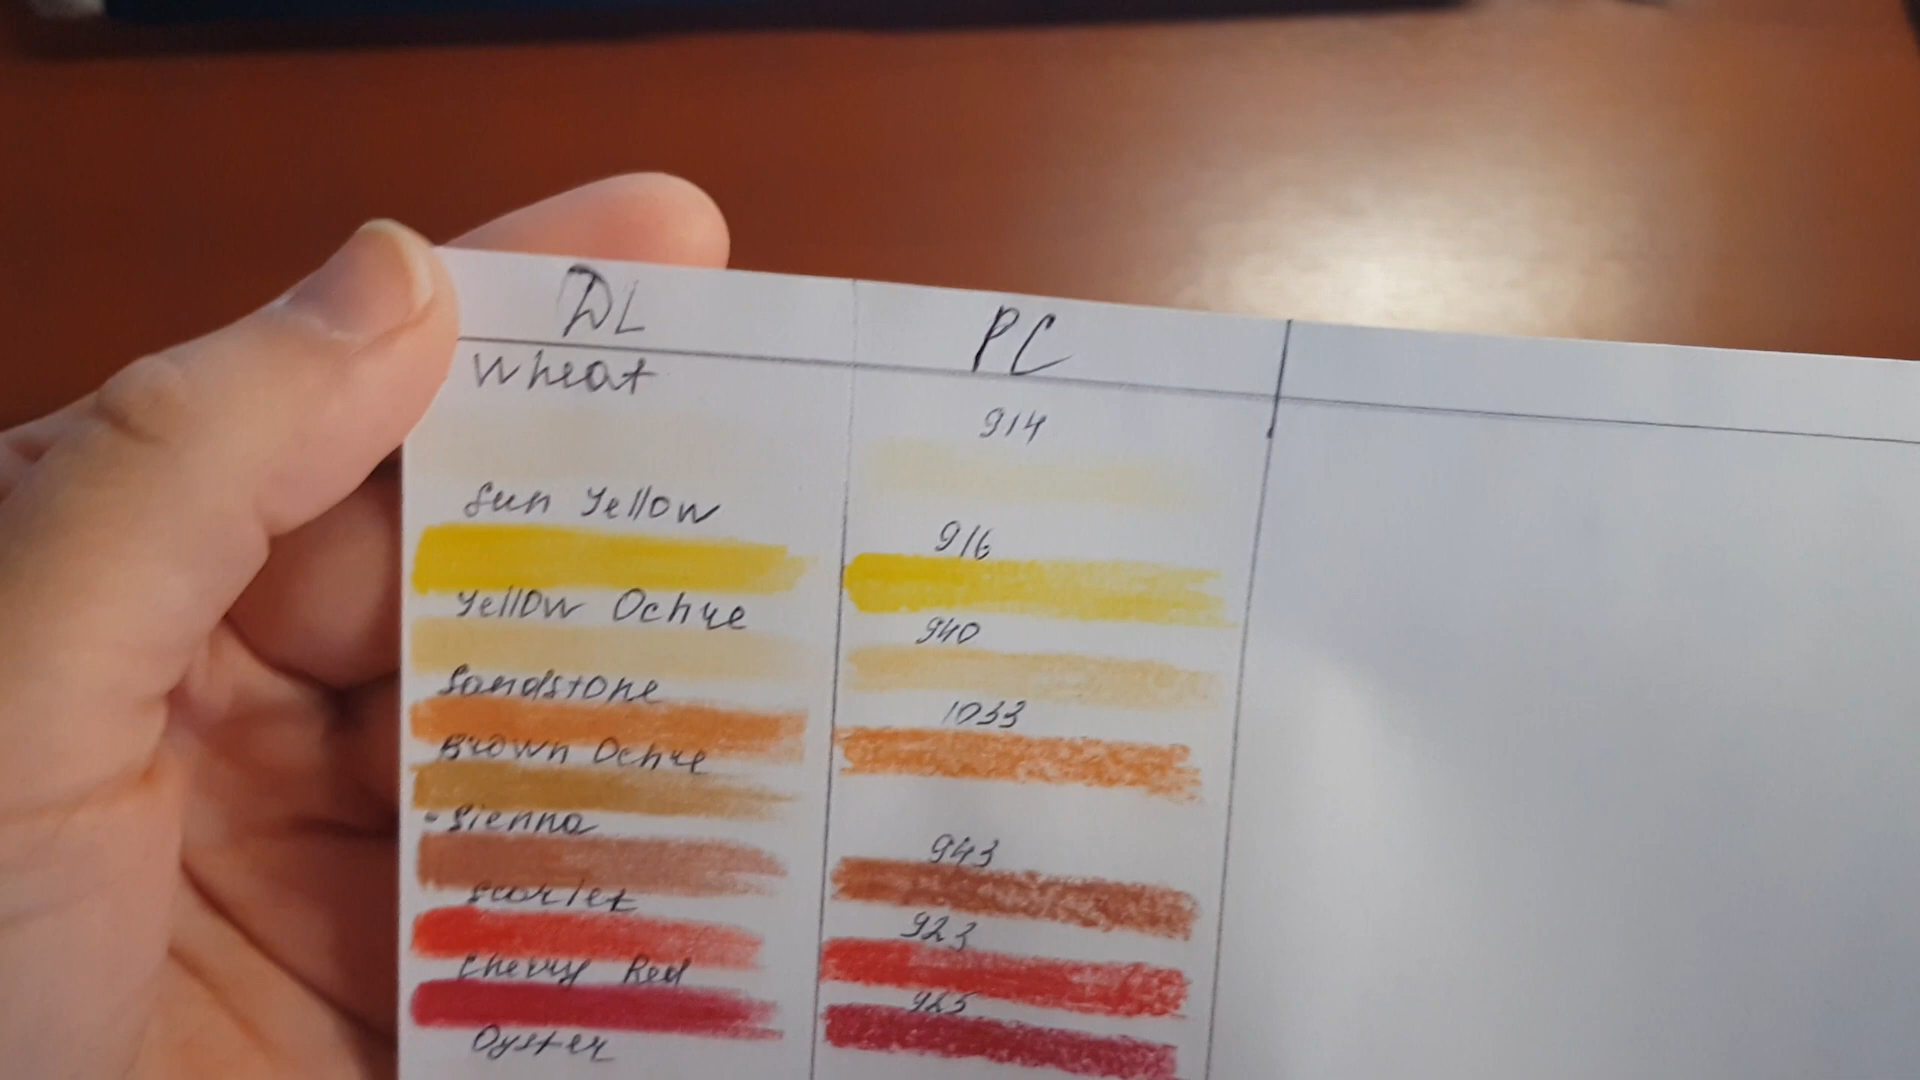 DL PC
Wheat
914
Sun Yellow
916
Yellow Ochre
940
Sandstone
1033
Brown Ochre
- Sienna
943
Scarlet
923
Cherry Red
925
Oyster